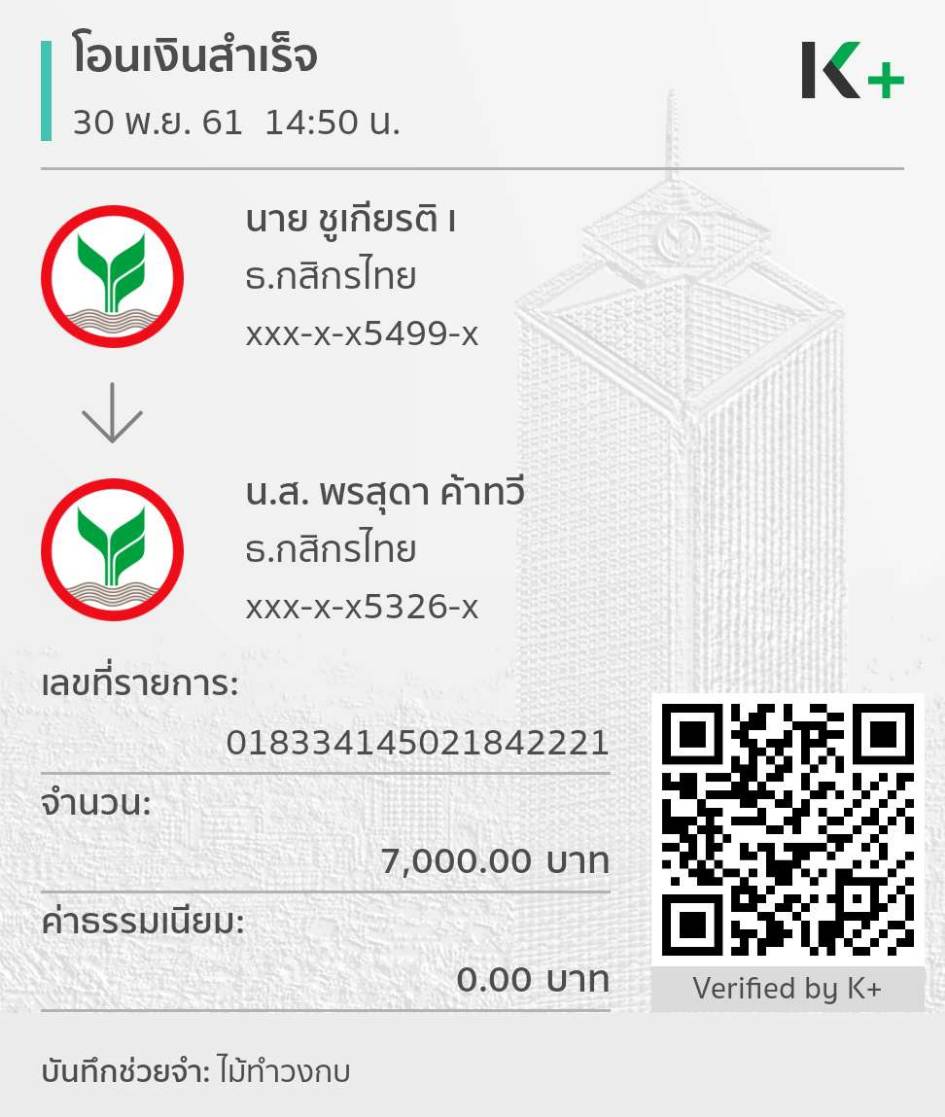 โอนเงินสำเร็จ
30 พ.ย. 61 14:50 น.
K+
นาย ชูเกียรติ เ
ธ.กสิกรไทย
xxx-x-x5499-x
น.ส. พรสุดา ค้าทวี
ธ.กสิกรไทย
xxx-x-x5326-x
เลขที่รายการ:
018334145021842221
จำนวน:
7,000.00 บาท
ค่าธรรมเนียม:
0.00 บาท
Verified by K+
บันทึกช่วยจำ: ไม้ทำวงกบ